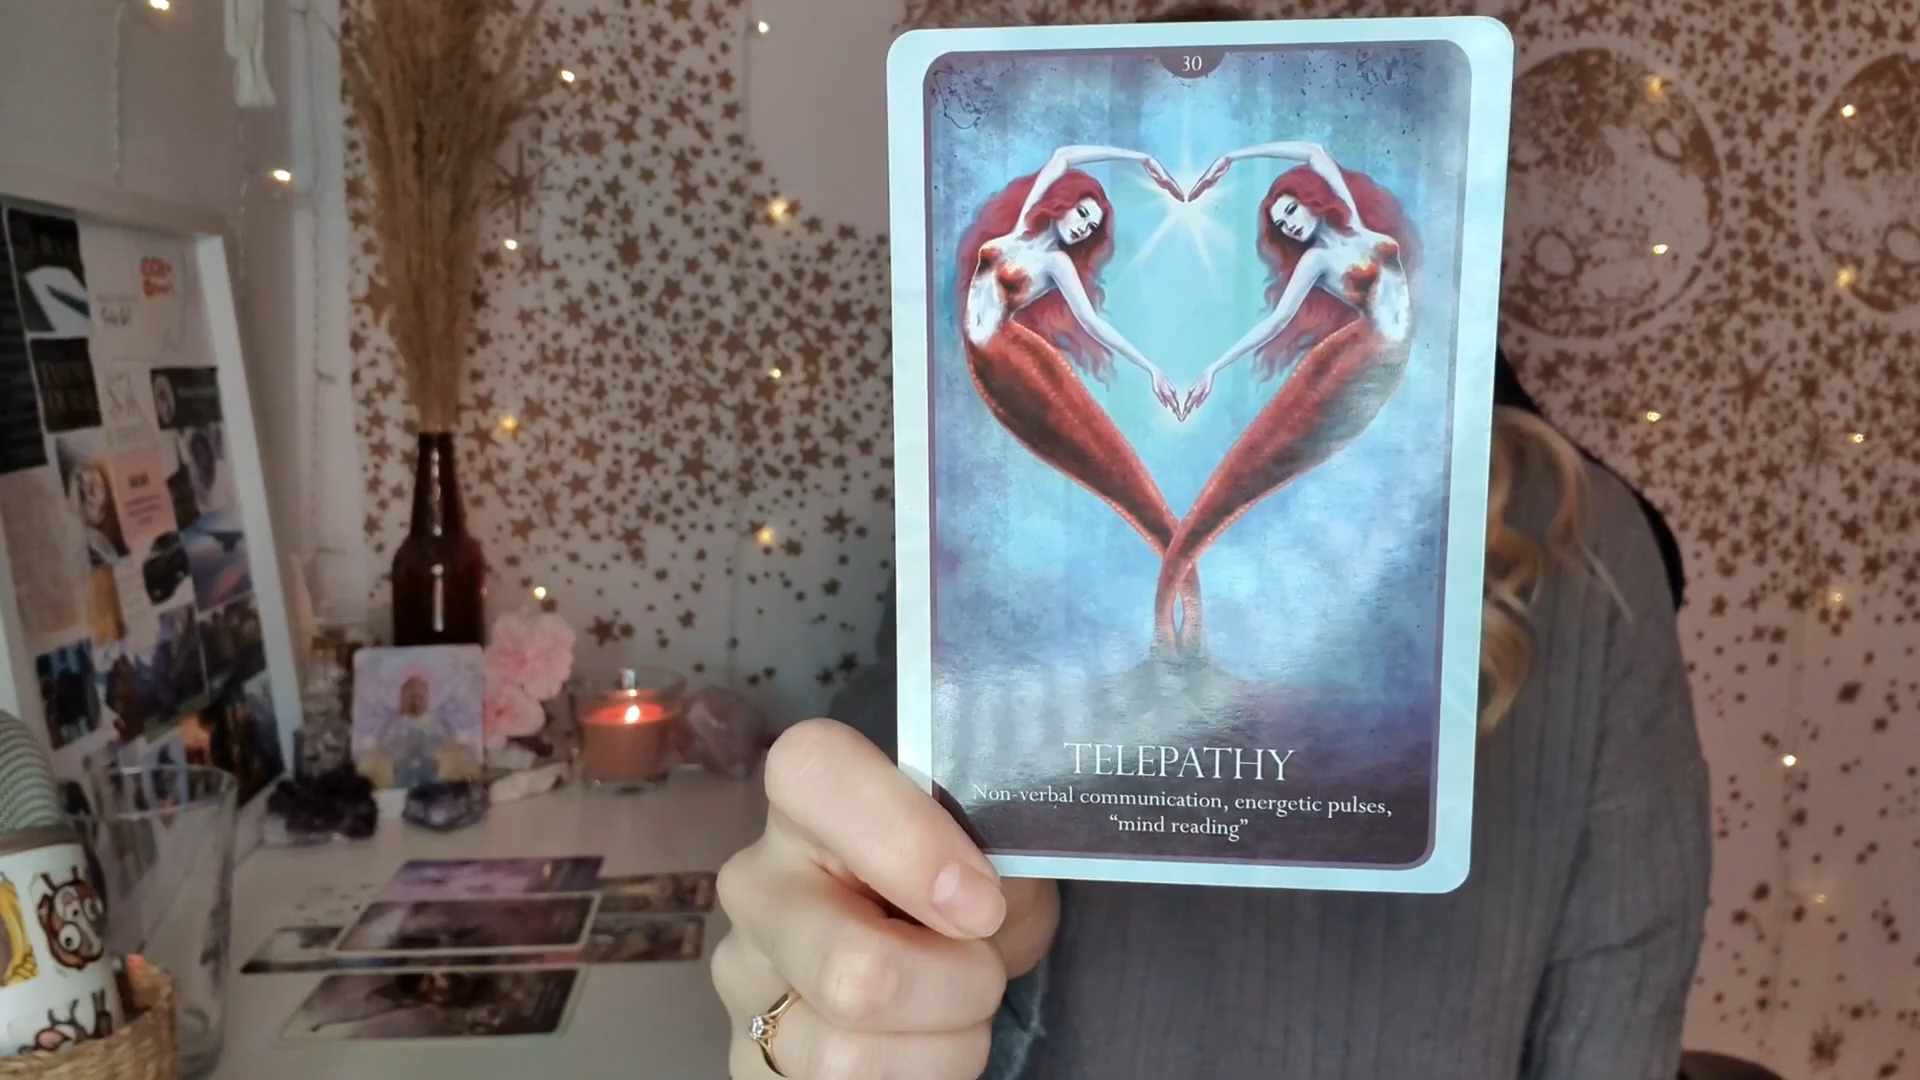 30
TELEPATHY
Non-verbal communication, energetic pulses,
“mind reading”